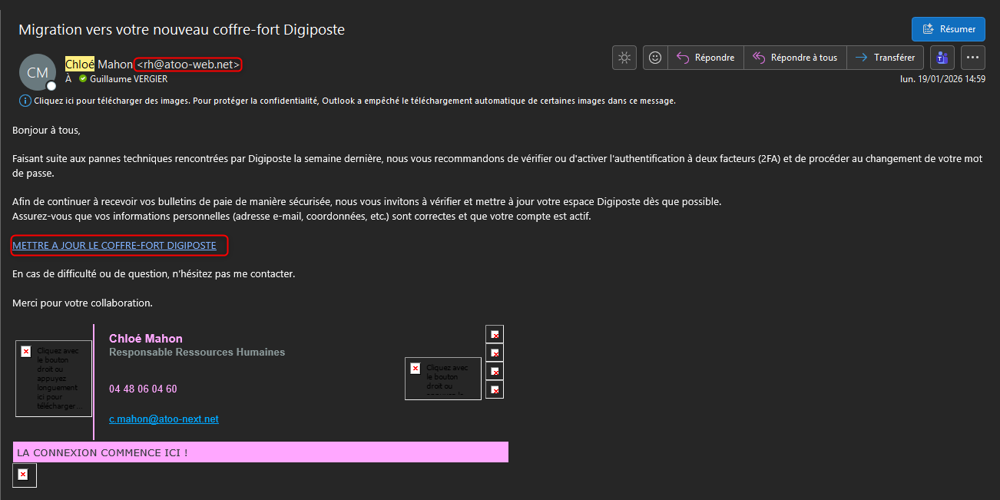 Migration vers votre nouveau coffre-fort Digiposte
Résumer
CM
Chloé Mahon <rh@atoo-web.net>
Répondre
Répondre à tous
Transférer
À Guillaume VERGIER
lun. 19/01/2026 14:59
Cliquez ici pour télécharger des images. Pour protéger la confidentialité, Outlook a empêché le téléchargement automatique de certaines images dans ce message.
Bonjour à tous,
Faisant suite aux pannes techniques rencontrées par Digiposte la semaine dernière, nous vous recommandons de vérifier ou d'activer l'authentification à deux facteurs (2FA) et de procéder au changement de votre mot
de passe.
Afin de continuer à recevoir vos bulletins de paie de manière sécurisée, nous vous invitons à vérifier et mettre à jour votre espace Digiposte dès que possible.
Assurez-vous que vos informations personnelles (adresse e-mail, coordonnées, etc.) sont correctes et que votre compte est actif.
METTRE A JOUR LE COFFRE-FORT DIGIPOSTE
En cas de difficulté ou de question, n'hésitez pas me contacter.
Merci pour votre collaboration.
Cliquez avec
le bouton
droit ou
appuyez
longuement
ici pour
télécharger...
Chloé Mahon
Responsable Ressources Humaines
04 48 06 04 60
c.mahon@atoo-next.net
Cliquez avec
le bouton
droit ou
LA CONNEXION COMMENCE ICI !